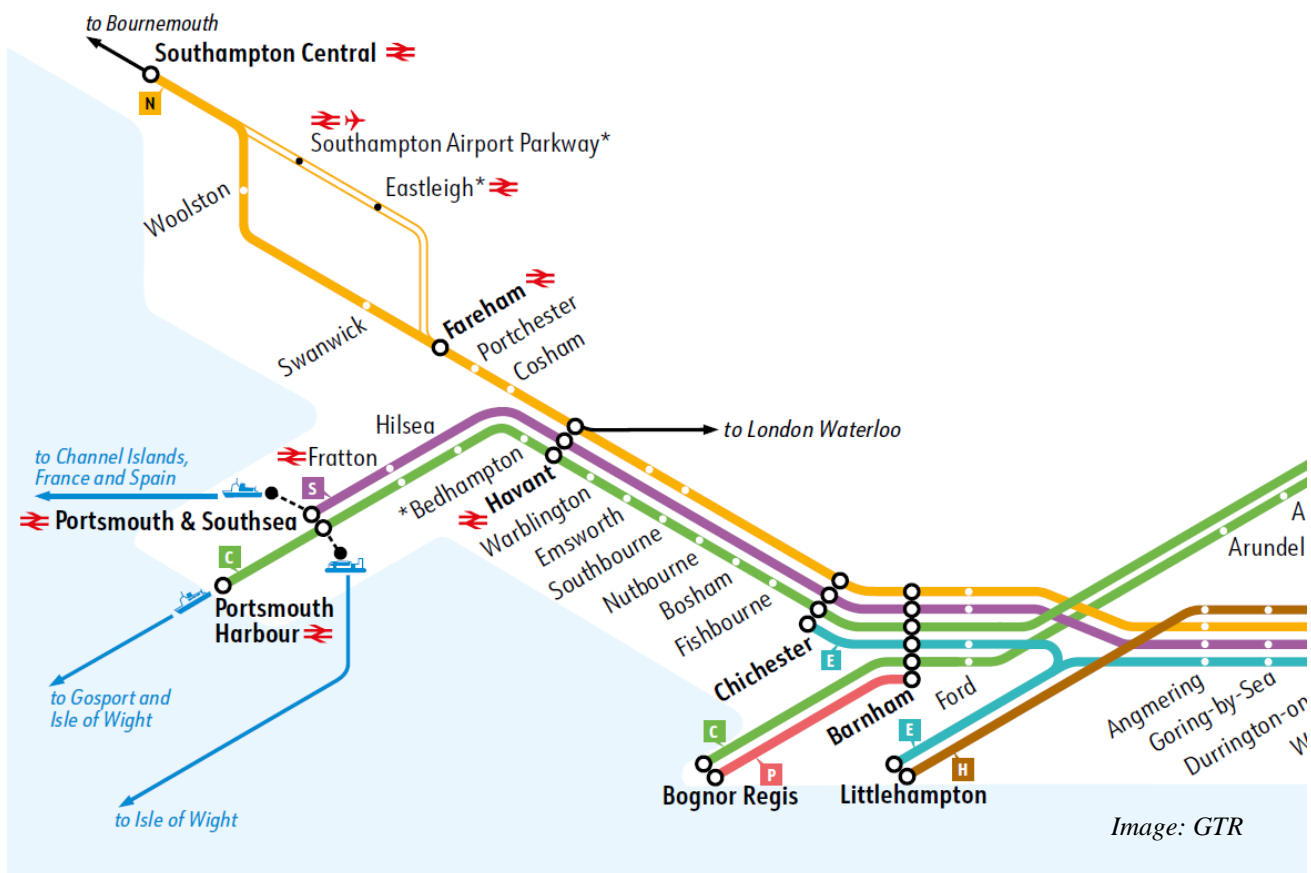 to Bournemouth
Southampton Central
N
Southampton Airport Parkway*
Eastleigh*
Woolston
Swanwick
Fareham
Portchester
Cosham
to London Waterloo
Hilsea
Fratton
S
to Channel Islands,
France and Spain
Portsmouth & Southsea
C
Portsmouth
Harbour
to Gosport and
Isle of Wight
to Isle of Wight
*Bedhampton
Havant
Warblington
Emsworth
Southbourne
Nutbourne
Bosham
Fishbourne
Chichester
E
Barnham
Ford
A
Arundel
Angmering
Goring-by-Sea
Durrington-on
W
C
P
Bognor Regis
E
H
Littlehampton
Image: GTR